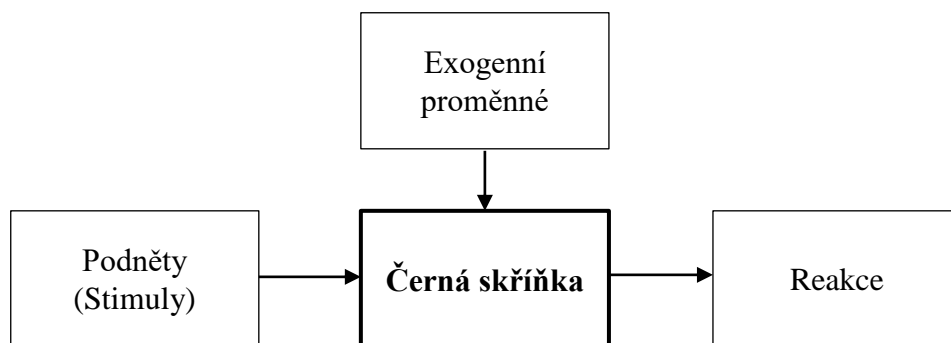 Exogenní
proměnné
Podněty
(Stimuly)
Černá skříňka
Reakce